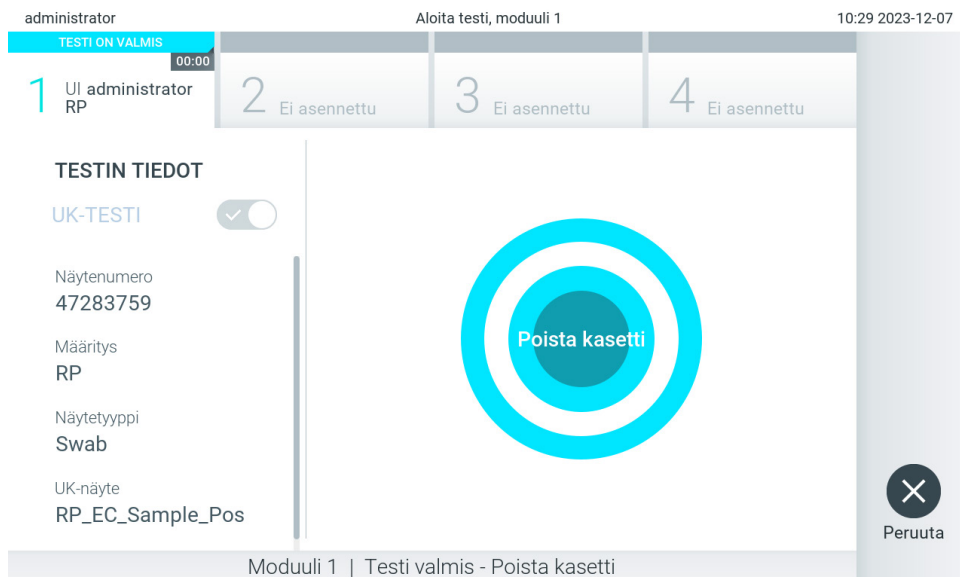 administrator
Aloita testi, moduuli 1
10:29 2023-12-07
TESTI ON VALMIS
00:00
1
UI administrator
RP
2 Ei asennettu
3 Ei asennettu
4 Ei asennettu
TESTIN TIEDOT
UK-TESTI
Näytenumero
47283759
Määritys
RP
Näytetyyppi
Swab
UK-näyte
RP_EC_Sample_Pos
Poista kasetti
Peruuta
Moduuli 1 | Testi valmis - Poista kasetti